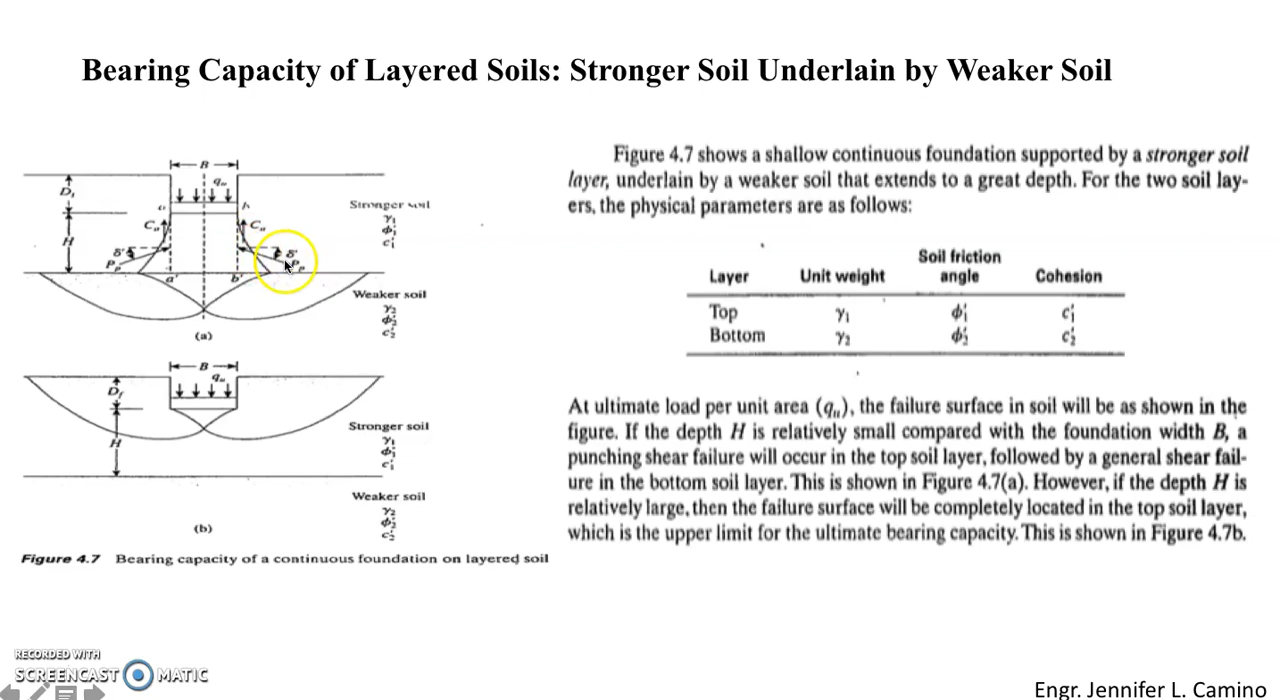 Bearing Capacity of Layered Soils: Stronger Soil Underlain by Weaker Soil
B
qu
Df
H
Ca
Ca
δ'
Pp
δ'
Pp
a'
b'
Stronger soil
γ1
ϕ'1
c'1
Weaker soil
γ2
ϕ'2
c'2
(a)
B
qu
Df
H
Stronger soil
γ1
ϕ'1
c'1
Weaker soil
γ2
ϕ'2
c'2
(b)
Figure 4.7 Bearing capacity of a continuous foundation on layered soil
Figure 4.7 shows a shallow continuous foundation supported by a stronger soil
layer, underlain by a weaker soil that extends to a great depth. For the two soil lay-
ers, the physical parameters are as follows:
Soil friction
Layer Unit weight angle Cohesion
Top γ1 ϕ'1 c'1
Bottom γ2 ϕ'2 c'2
At ultimate load per unit area (qu), the failure surface in soil will be as shown in the
figure. If the depth H is relatively small compared with the foundation width B, a
punching shear failure will occur in the top soil layer, followed by a general shear fail-
ure in the bottom soil layer. This is shown in Figure 4.7(a). However, if the depth H is
relatively large, then the failure surface will be completely located in the top soil layer,
which is the upper limit for the ultimate bearing capacity. This is shown in Figure 4.7b.
RECORDED WITH
SCREENCAST MATIC
Engr. Jennifer L. Camino